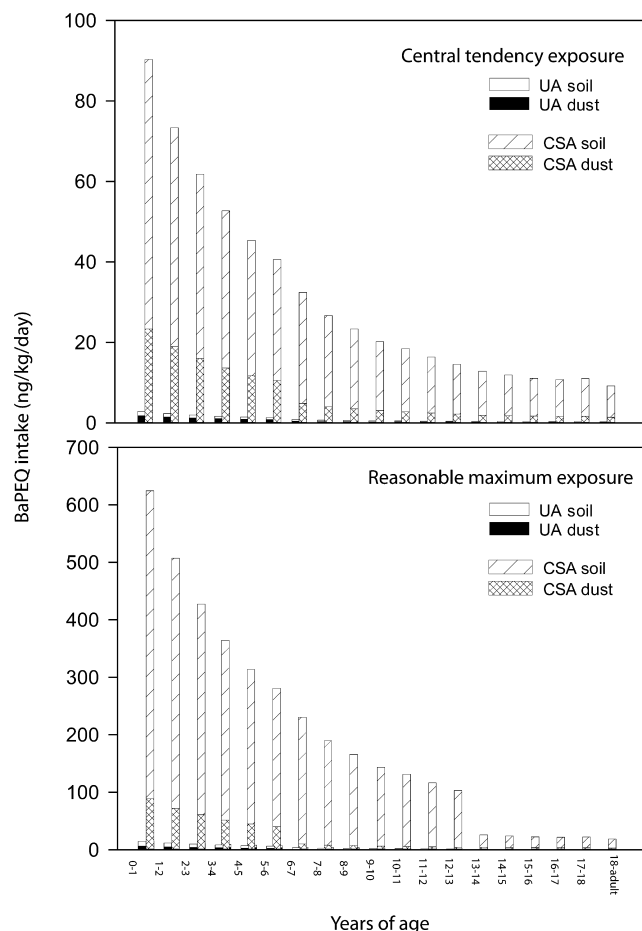 100
80
60
40
20
0
Central tendency exposure
UA soil
UA dust
CSA soil
CSA dust
BaPEQ intake (ng/kg/day)
700
600
500
400
300
200
100
0
Reasonable maximum exposure
UA soil
UA dust
CSA soil
CSA dust
0-1
1-2
2-3
3-4
4-5
5-6
6-7
7-8
8-9
9-10
10-11
11-12
12-13
13-14
14-15
15-16
16-17
17-18
18-adult
Years of age